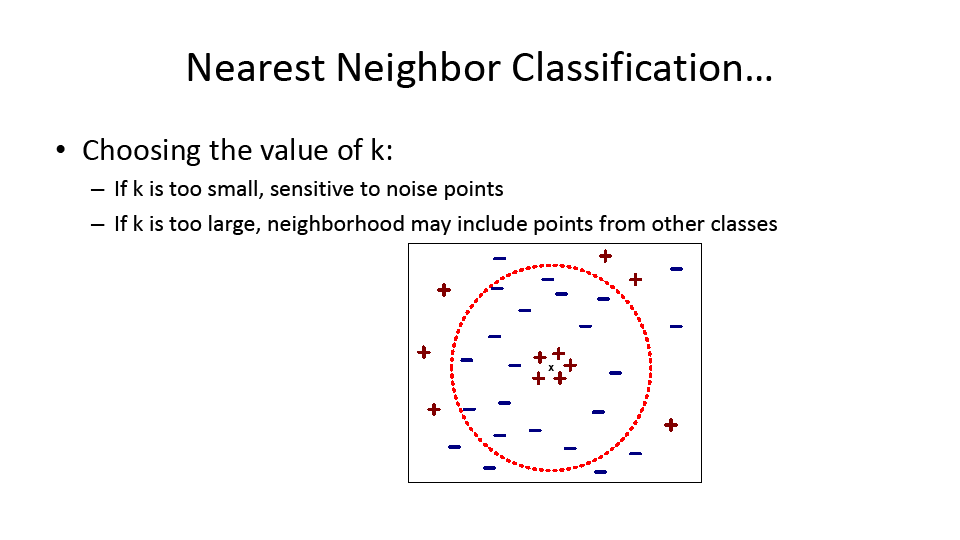 Nearest Neighbor Classification…
• Choosing the value of k:
– If k is too small, sensitive to noise points
– If k is too large, neighborhood may include points from other classes
x